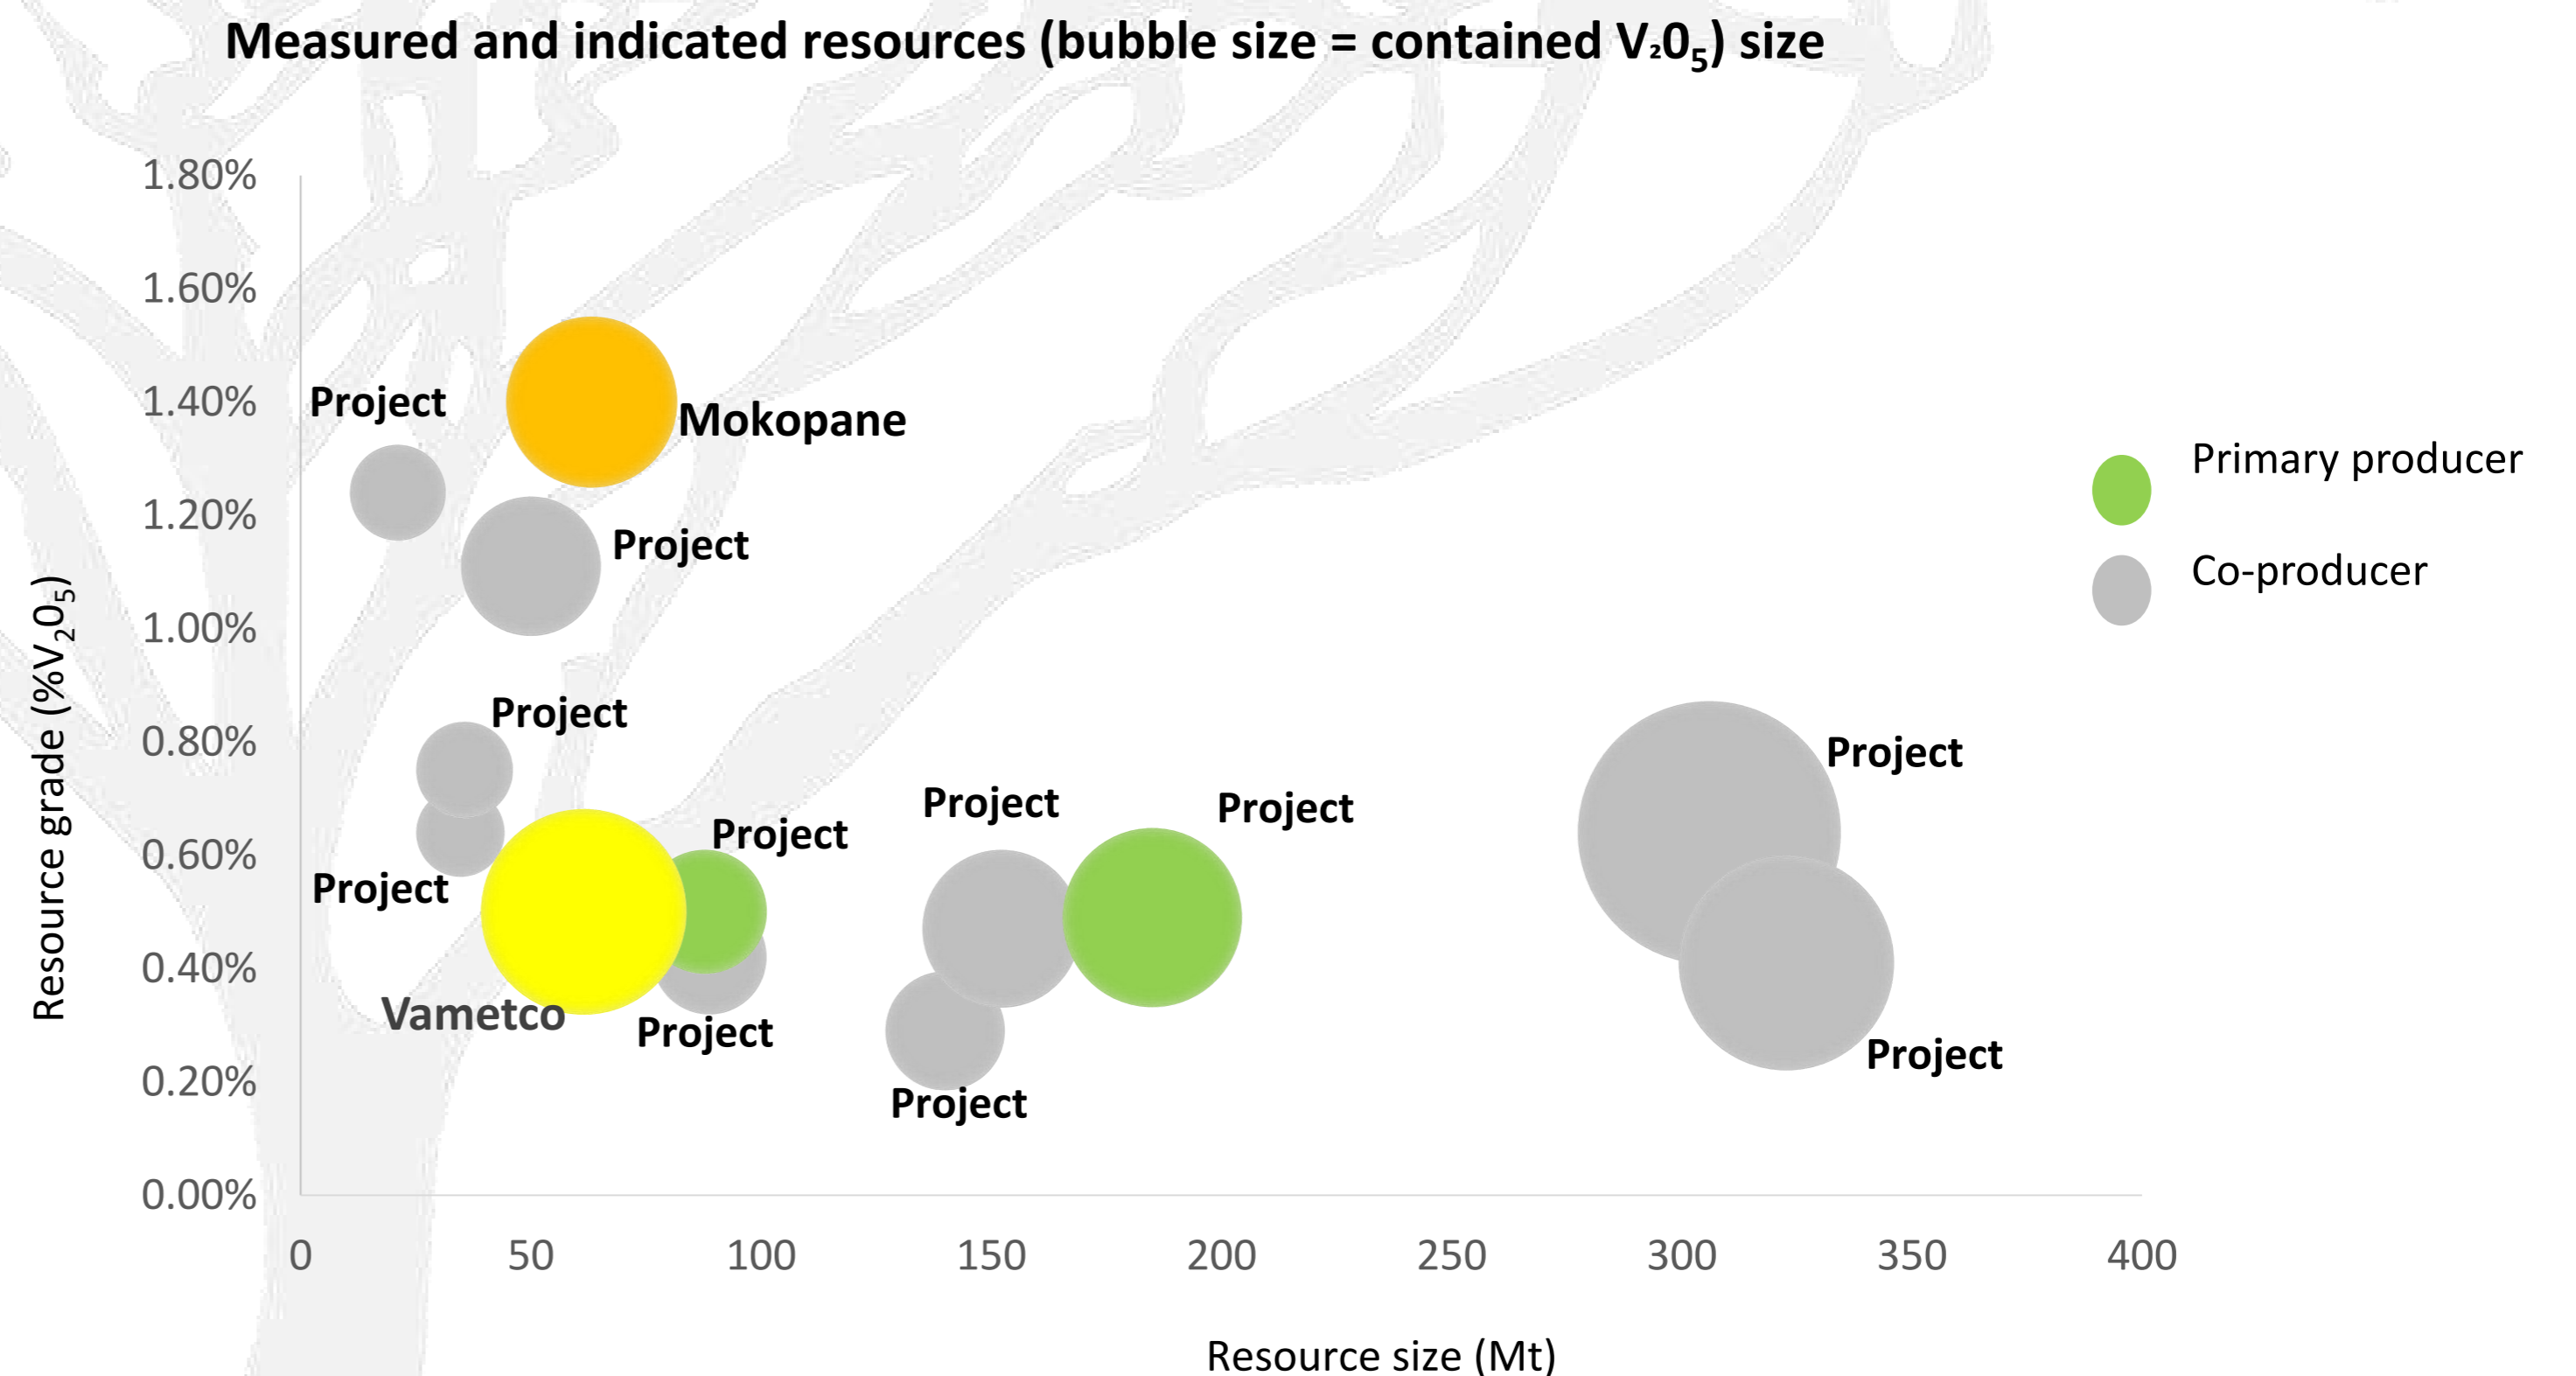 Measured and indicated resources (bubble size = contained V₂0₅) size
Resource grade (%V₂0₅)
1.80%
1.60%
1.40%
1.20%
1.00%
0.80%
0.60%
0.40%
0.20%
0.00%
Project
Mokopane
Project
Project
Project
Project
Vametco
Project
Project
Project
Project
Project
Project
Primary producer
Co-producer
0 50 100 150 200 250 300 350 400
Resource size (Mt)